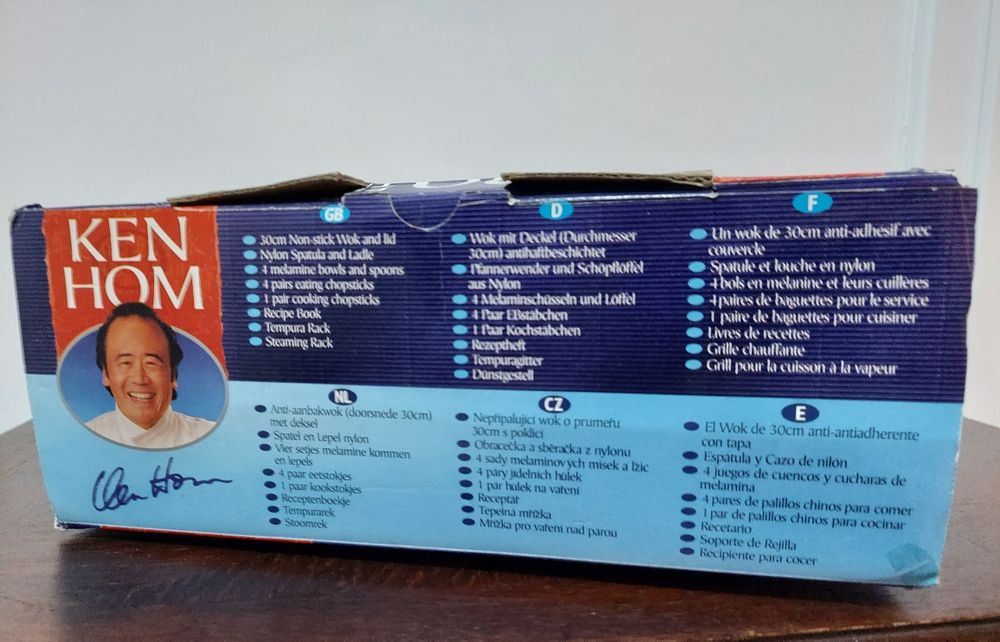 KEN
HOM
Ken Hom
GB
30cm Non-stick Wok and lid
Nylon Spatula and Ladle
4 melamine bowls and spoons
4 pairs eating chopsticks
1 pair cooking chopsticks
Recipe Book
Tempura Rack
Steaming Rack
D
Wok mit Deckel (Durchmesser
30cm) antihaftbeschichtet
Pfannenwender und Schöpflöffel
aus Nylon
4 Melaminschüsseln und Löffel
4 Paar Eßstäbchen
1 Paar Kochstäbchen
Rezeptheft
Tempuragitter
Dünstgestell
F
Un wok de 30cm anti-adhésif avec
couvercle
Spatule et louche en nylon
4 bols en mélanine et leurs cuillères
4 paires de baguettes pour le service
1 paire de baguettes pour cuisiner
Livres de recettes
Grille chauffante
Grill pour la cuisson à la vapeur
NL
Anti-aanbakwok (doorsnede 30cm)
met deksel
Spatel en Lepel nylon
Vier setjes melamine kommen
en lepels
4 paar eetstokjes
1 paar kookstokjes
Receptenboekje
Tempurarek
Stoomrek
CZ
Nepřipalující wok o prumeřu
30cm s poklicí
Obracečka a sběračka z nylonu
4 sady melaminových misek a lžic
4 páry jídelních hůlek
1 pár hůlek na vaření
Receptář
Tepelná mřížka
Mřížka pro vaření nad párou
E
El Wok de 30cm anti-antiadherente
con tapa
Espátula y Cazo de nilón
4 Juegos de cuencos y cucharas de
melamina
4 pares de palillos chinos para comer
1 par de palillos chinos para cocinar
Recetario
Soporte de Rejilla
Recipiente para cocer